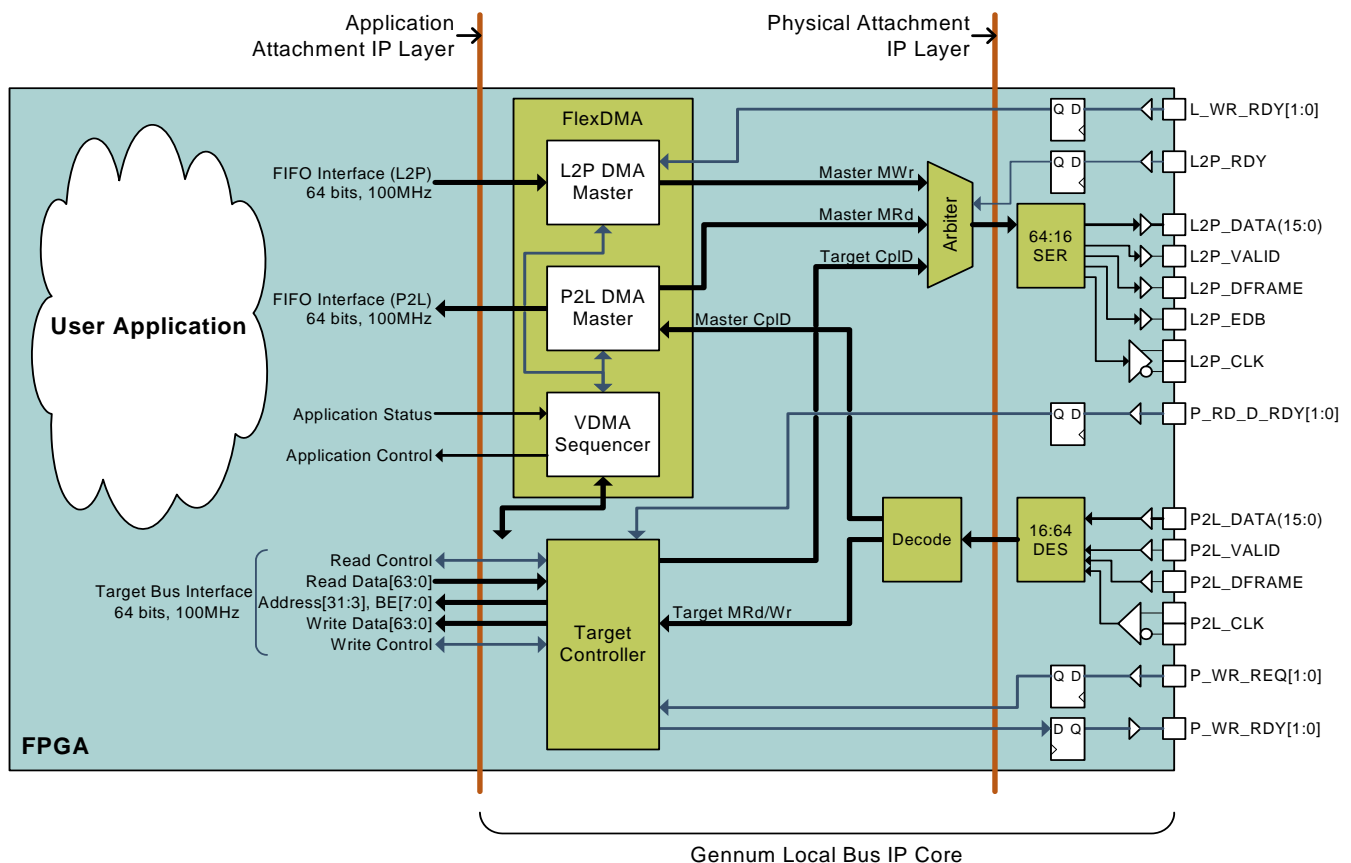 Application
Attachment IP Layer
Physical Attachment
IP Layer
FlexDMA
L2P DMA
Master
P2L DMA
Master
VDMA
Sequencer
User Application
FIFO Interface (L2P)
64 bits, 100MHz
FIFO Interface (P2L)
64 bits, 100MHz
Application Status
Application Control
Target Bus Interface
64 bits, 100MHz
Read Control
Read Data[63:0]
Address[31:3], BE[7:0]
Write Data[63:0]
Write Control
Target
Controller
Master MWr
Master MRd
Target CplD
Master CplD
Target MRd/Wr
Arbiter
64:16
SER
Decode
16:64
DES
Q D
L_WR_RDY[1:0]
Q D
L2P_RDY
L2P_DATA(15:0)
L2P_VALID
L2P_DFRAME
L2P_EDB
L2P_CLK
Q D
P_RD_D_RDY[1:0]
P2L_DATA(15:0)
P2L_VALID
P2L_DFRAME
P2L_CLK
Q D
P_WR_REQ[1:0]
D Q
P_WR_RDY[1:0]
FPGA
Gennum Local Bus IP Core